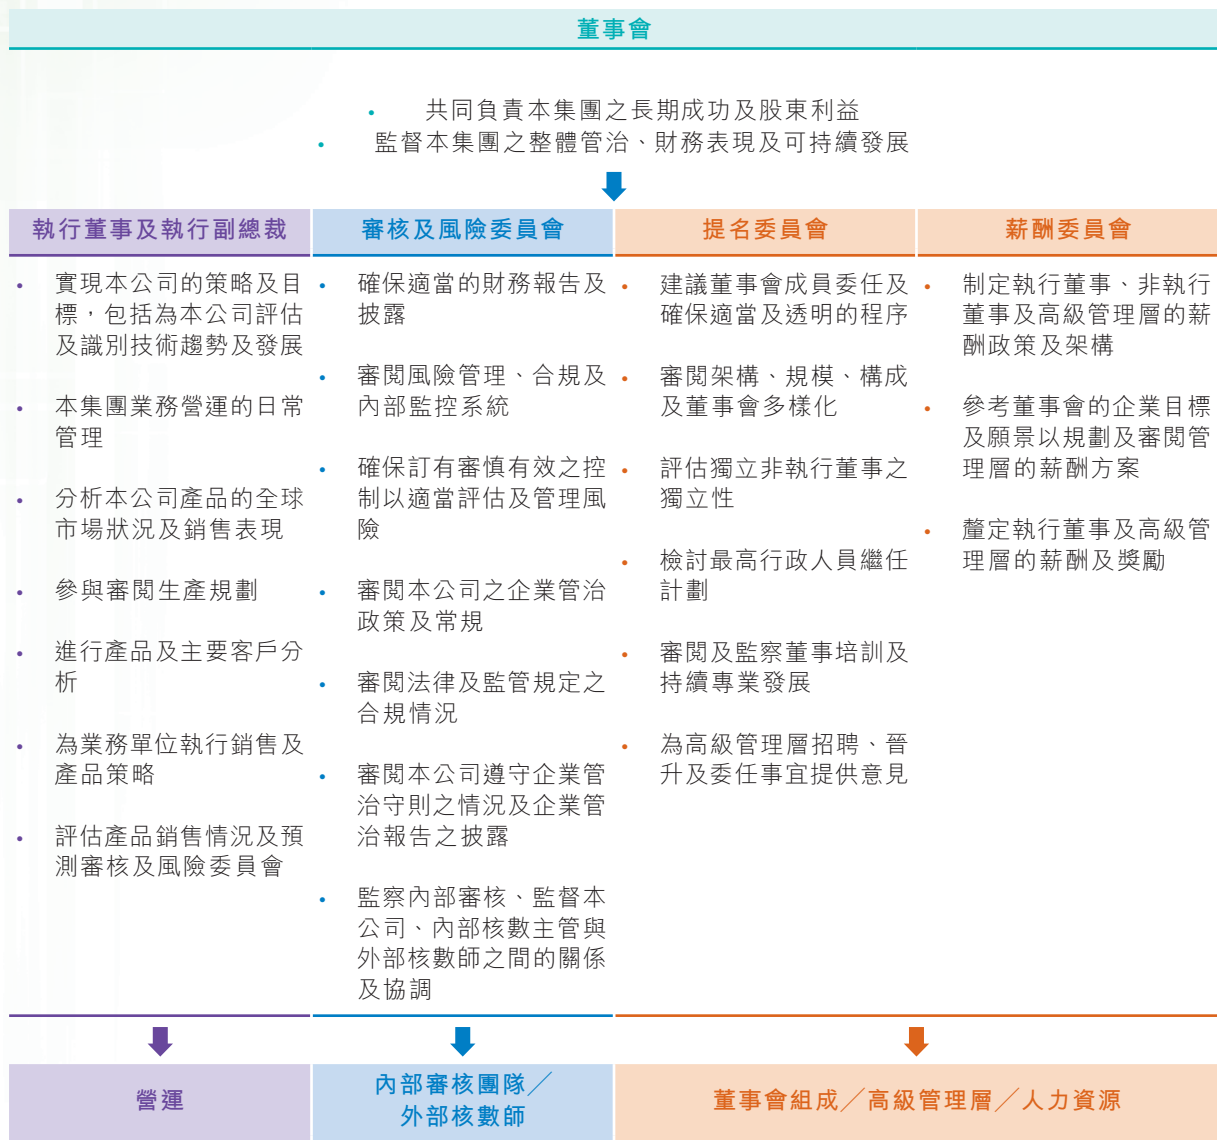 董事會
• 共同負責本集團之長期成功及股東利益
• 監督本集團之整體管治、財務表現及可持續發展
執行董事及執行副總裁
• 實現本公司的策略及目
標，包括為本公司評估
及識別技術趨勢及發展
• 本集團業務營運的日常
管理
• 分析本公司產品的全球
市場狀況及銷售表現
• 參與審閱生產規劃
• 進行產品及主要客戶分
析
• 為業務單位執行銷售及
產品策略
• 評估產品銷售情況及預
測審核及風險委員會
營運
審核及風險委員會
• 確保適當的財務報告及
披露
• 審閱風險管理、合規及
內部監控系統
• 確保訂有審慎有效之控
制以適當評估及管理風
險
• 審閱本公司之企業管治
政策及常規
• 審閱法律及監管規定之
合規情況
• 審閱本公司遵守企業管
治守則之情況及企業管
治報告之披露
• 監察內部審核、監督本
公司、內部核數主管與
外部核數師之間的關係
及協調
內部審核團隊╱
外部核數師
提名委員會
• 建議董事會成員委任及
確保適當及透明的程序
• 審閱架構、規模、構成
及董事會多樣化
• 評估獨立非執行董事之
獨立性
• 檢討最高行政人員繼任
計劃
• 審閱及監察董事培訓及
持續專業發展
• 為高級管理層招聘、晉
升及委任事宜提供意見
薪酬委員會
• 制定執行董事、非執行
董事及高級管理層的薪
酬政策及架構
• 參考董事會的企業目標
及願景以規劃及審閱管
理層的薪酬方案
• 釐定執行董事及高級管
理層的薪酬及獎勵
董事會組成╱高級管理層╱人力資源